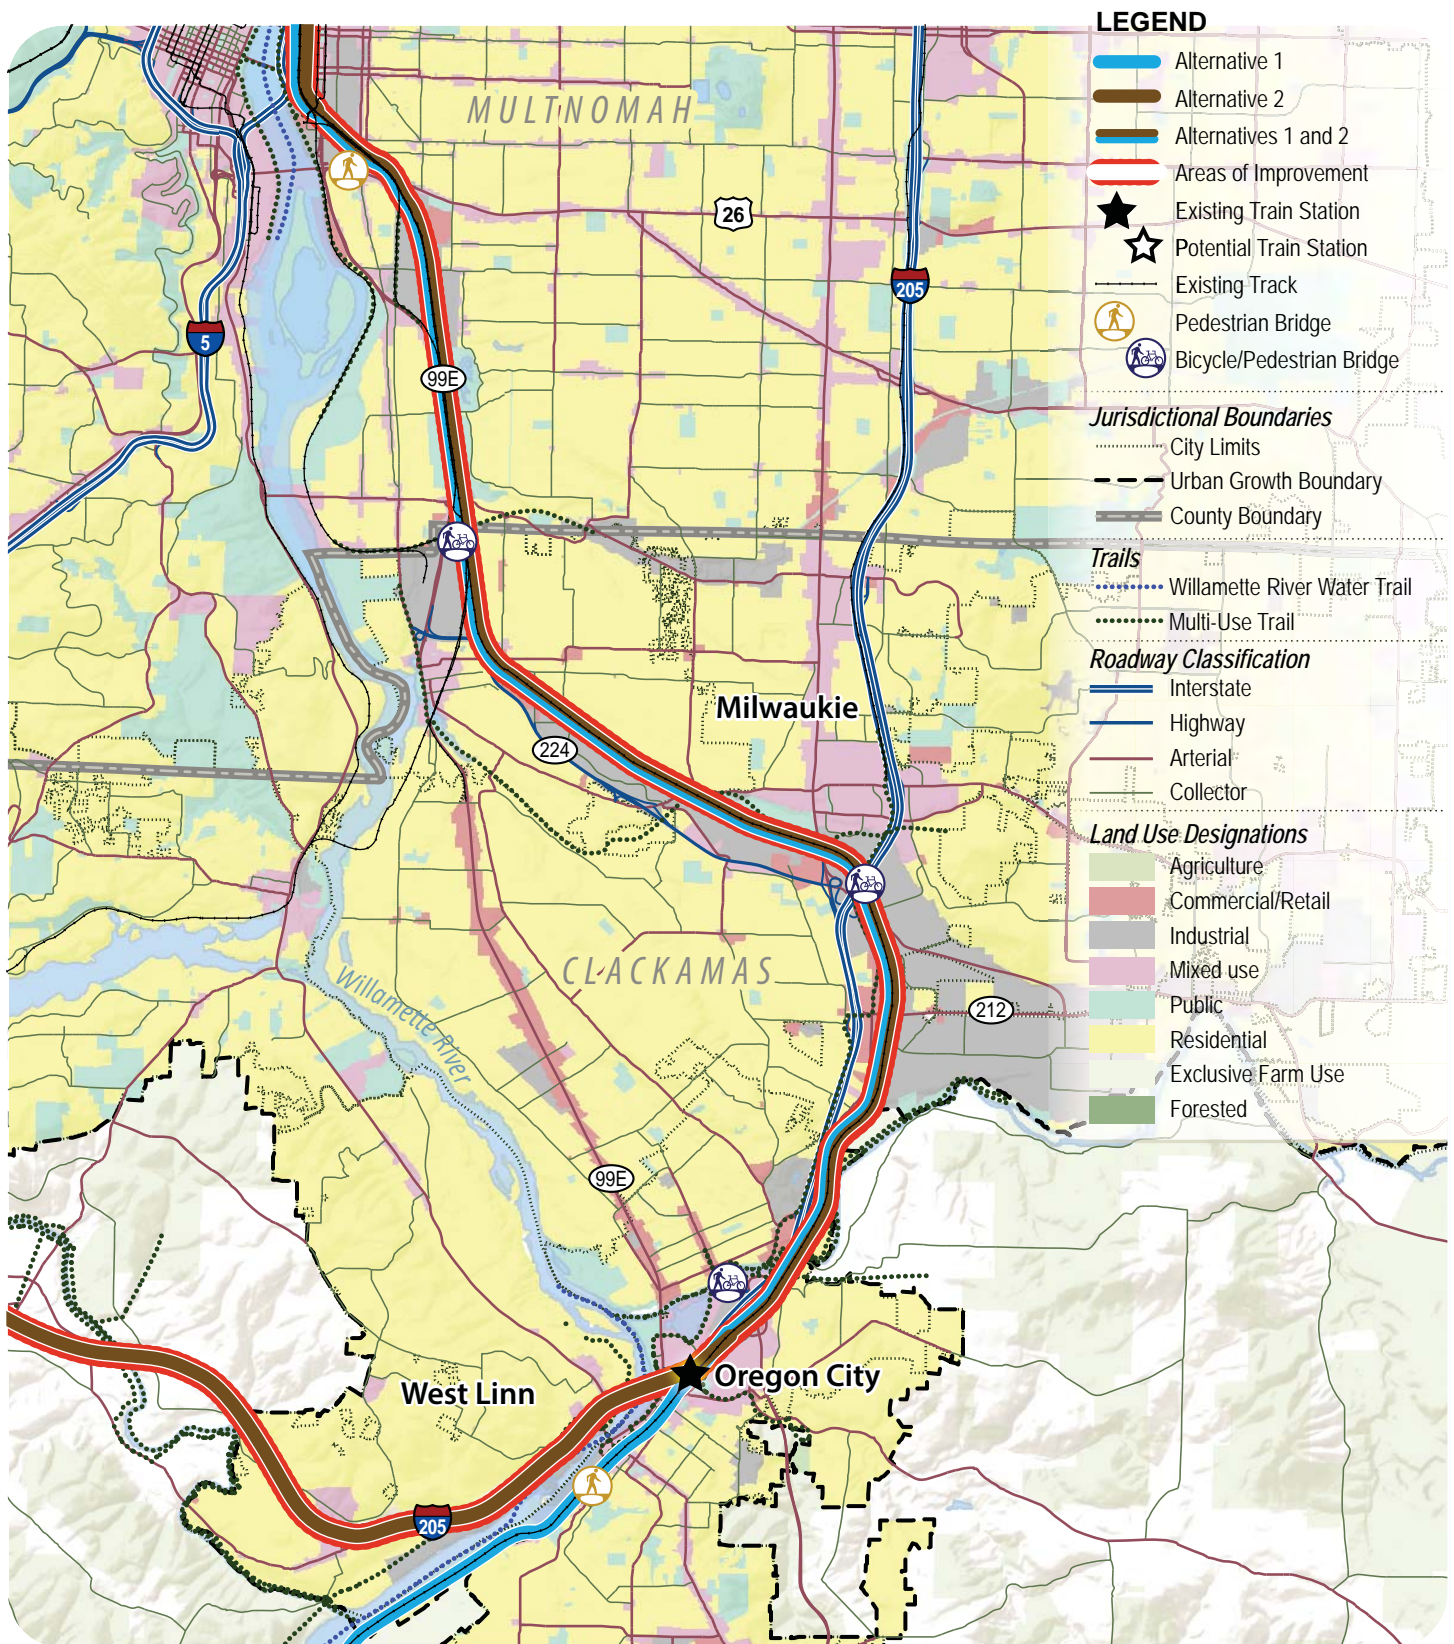 LEGEND
Alternative 1
Alternative 2
Alternatives 1 and 2
Areas of Improvement
Existing Train Station
Potential Train Station
Existing Track
Pedestrian Bridge
Bicycle/Pedestrian Bridge
Jurisdictional Boundaries
City Limits
Urban Growth Boundary
County Boundary
Trails
Willamette River Water Trail
Multi-Use Trail
Roadway Classification
Interstate
Highway
Arterial
Collector
Land Use Designations
Agriculture
Commercial/Retail
Industrial
Mixed use
Public
Residential
Exclusive Farm Use
Forested
MULTNOMAH
26
205
5
99E
Milwaukie
224
CLACKAMAS
Willamette River
212
99E
West Linn
Oregon City
205